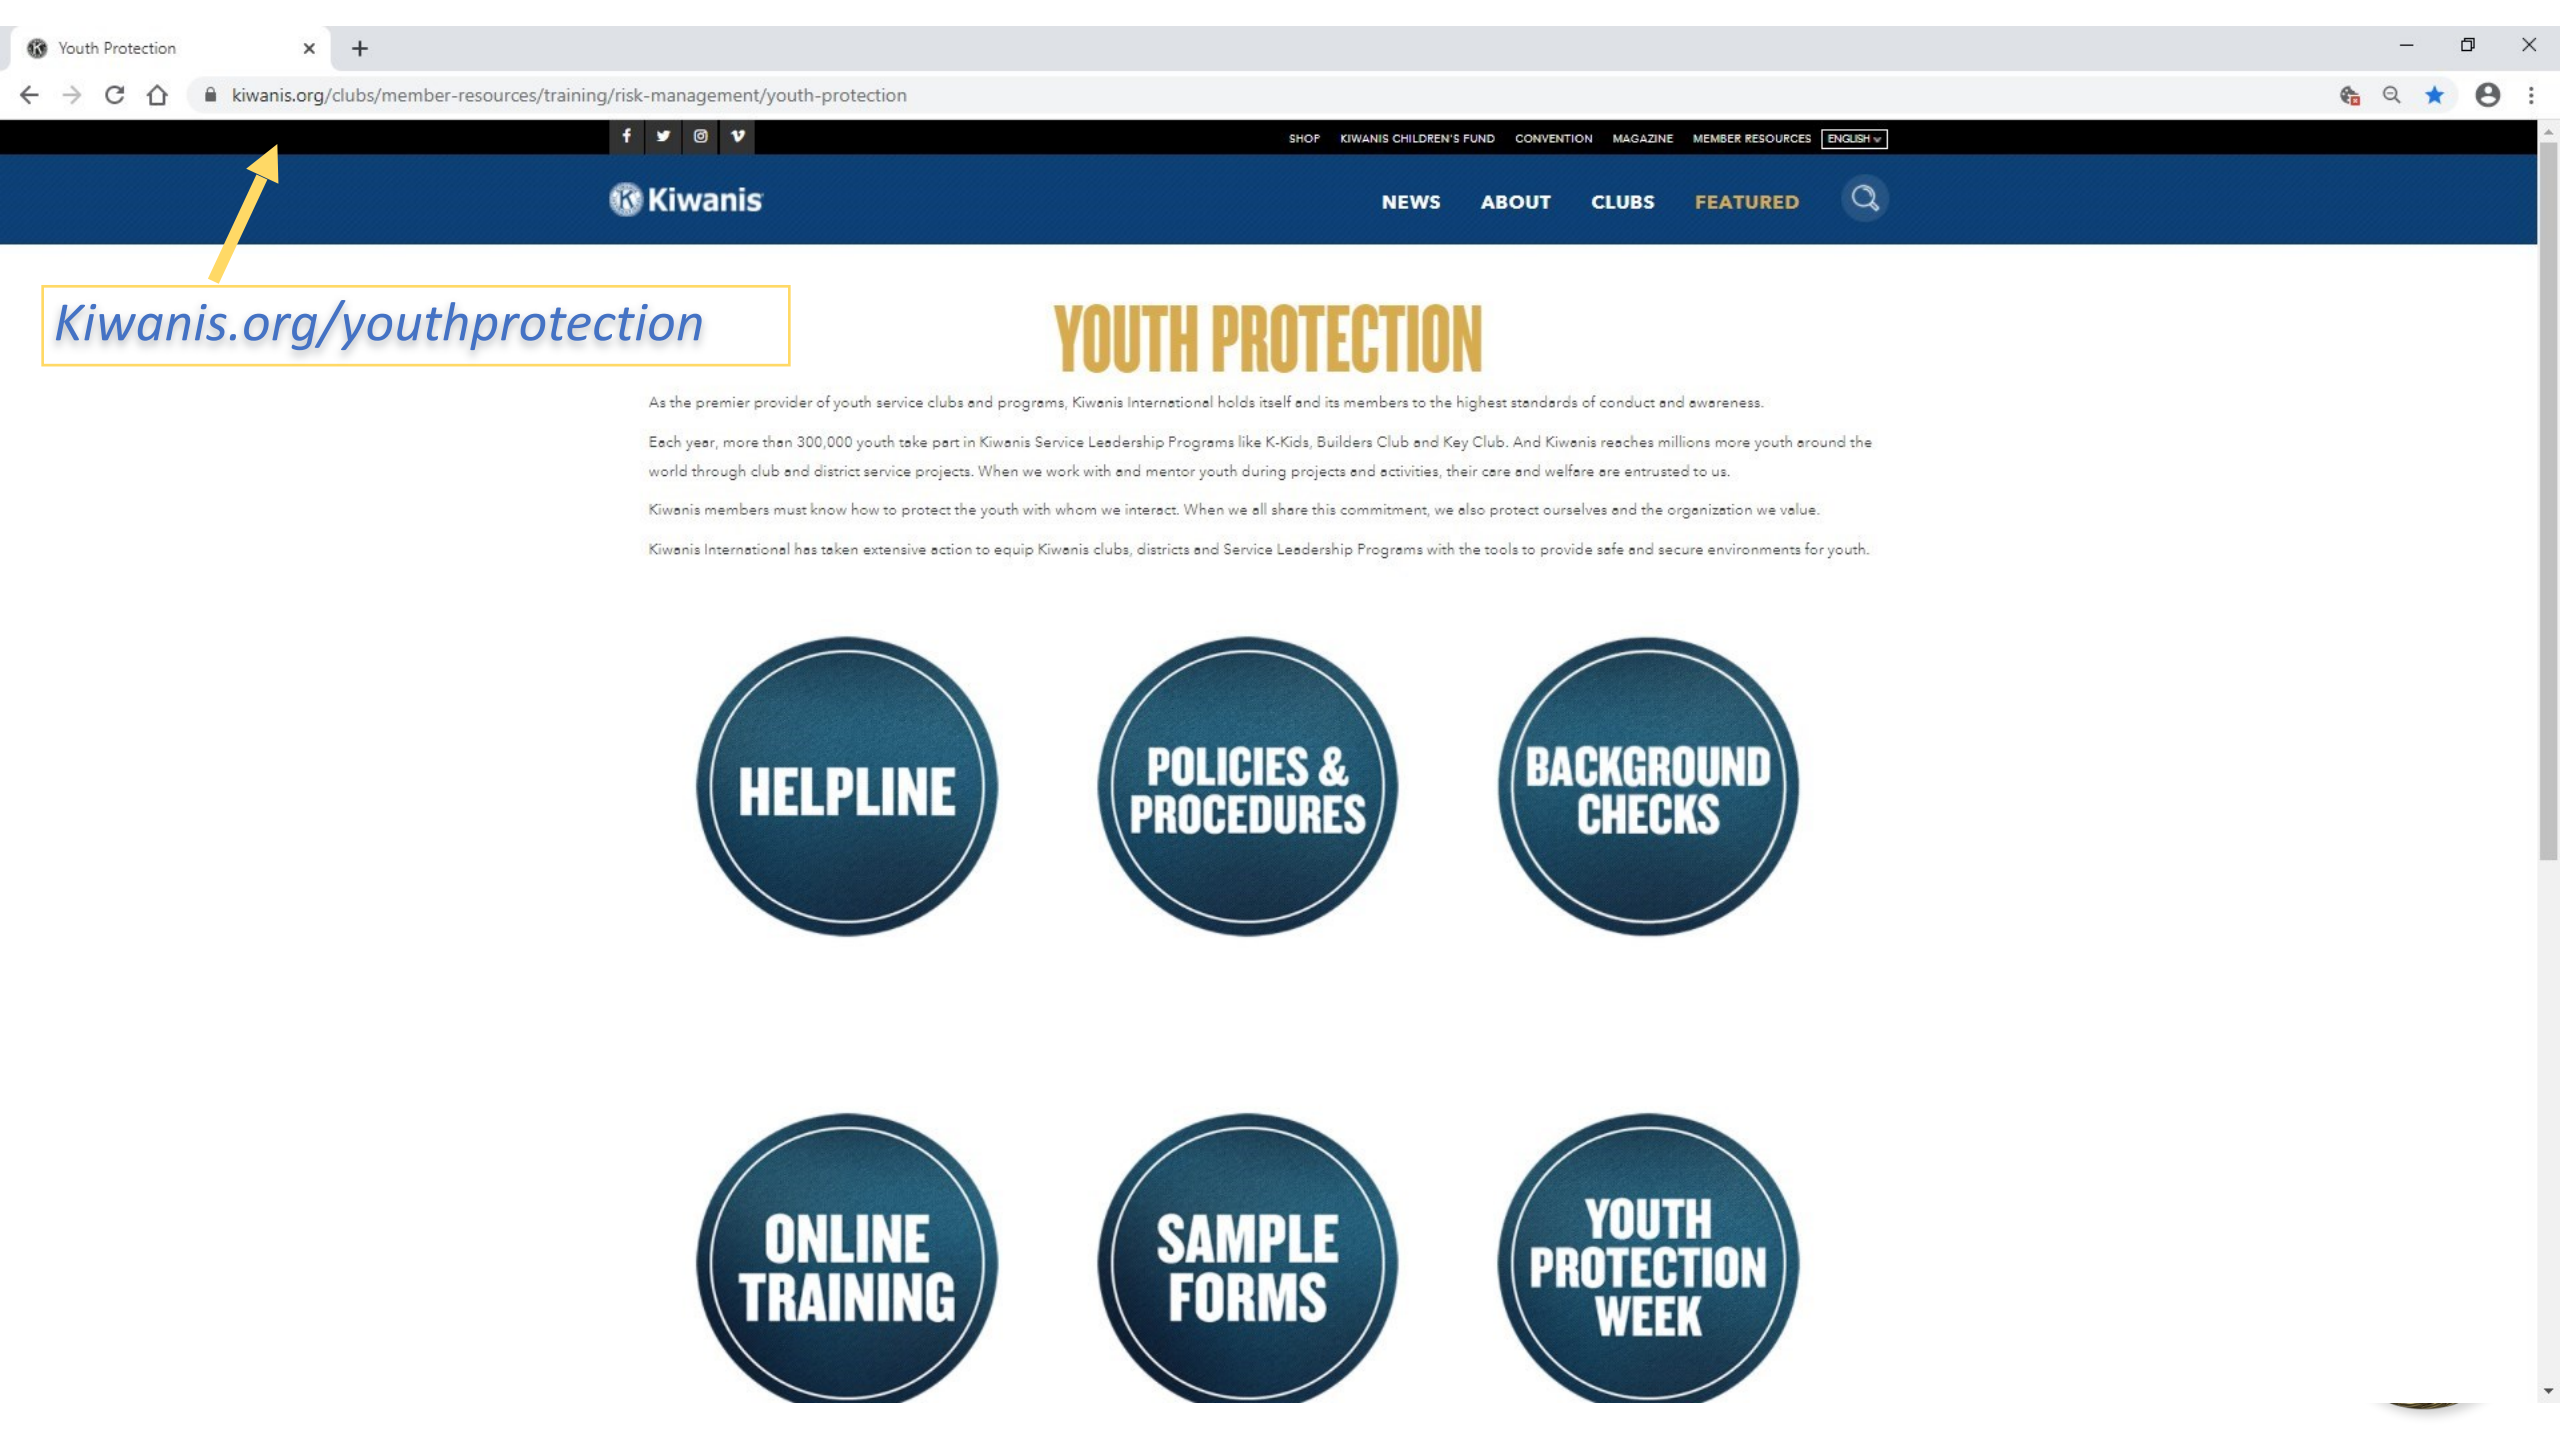 Youth Protection
kiwanis.org/clubs/member-resources/training/risk-management/youth-protection
SHOP KIWANIS CHILDREN'S FUND CONVENTION MAGAZINE MEMBER RESOURCES ENGLISH
Kiwanis
NEWS ABOUT CLUBS FEATURED
Kiwanis.org/youthprotection
YOUTH PROTECTION
As the premier provider of youth service clubs and programs, Kiwanis International holds itself and its members to the highest standards of conduct and awareness.
Each year, more than 300,000 youth take part in Kiwanis Service Leadership Programs like K-Kids, Builders Club and Key Club. And Kiwanis reaches millions more youth around the
world through club and district service projects. When we work with and mentor youth during projects and activities, their care and welfare are entrusted to us.
Kiwanis members must know how to protect the youth with whom we interact. When we all share this commitment, we also protect ourselves and the organization we value.
Kiwanis International has taken extensive action to equip Kiwanis clubs, districts and Service Leadership Programs with the tools to provide safe and secure environments for youth.
HELPLINE
POLICIES &
PROCEDURES
BACKGROUND
CHECKS
ONLINE
TRAINING
SAMPLE
FORMS
YOUTH
PROTECTION
WEEK